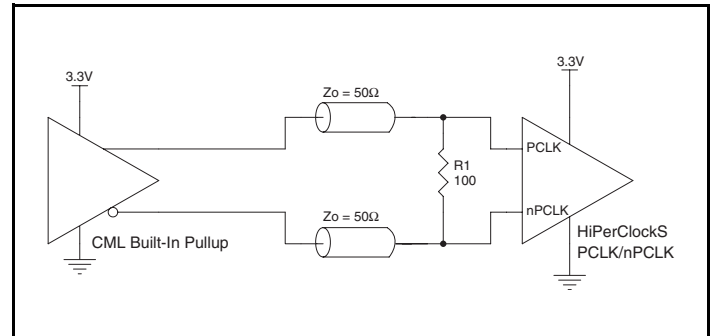 3.3V
3.3V
Zo = 50Ω
PCLK
R1
100
nPCLK
Zo = 50Ω
HiPerClockS
PCLK/nPCLK
CML Built-In Pullup